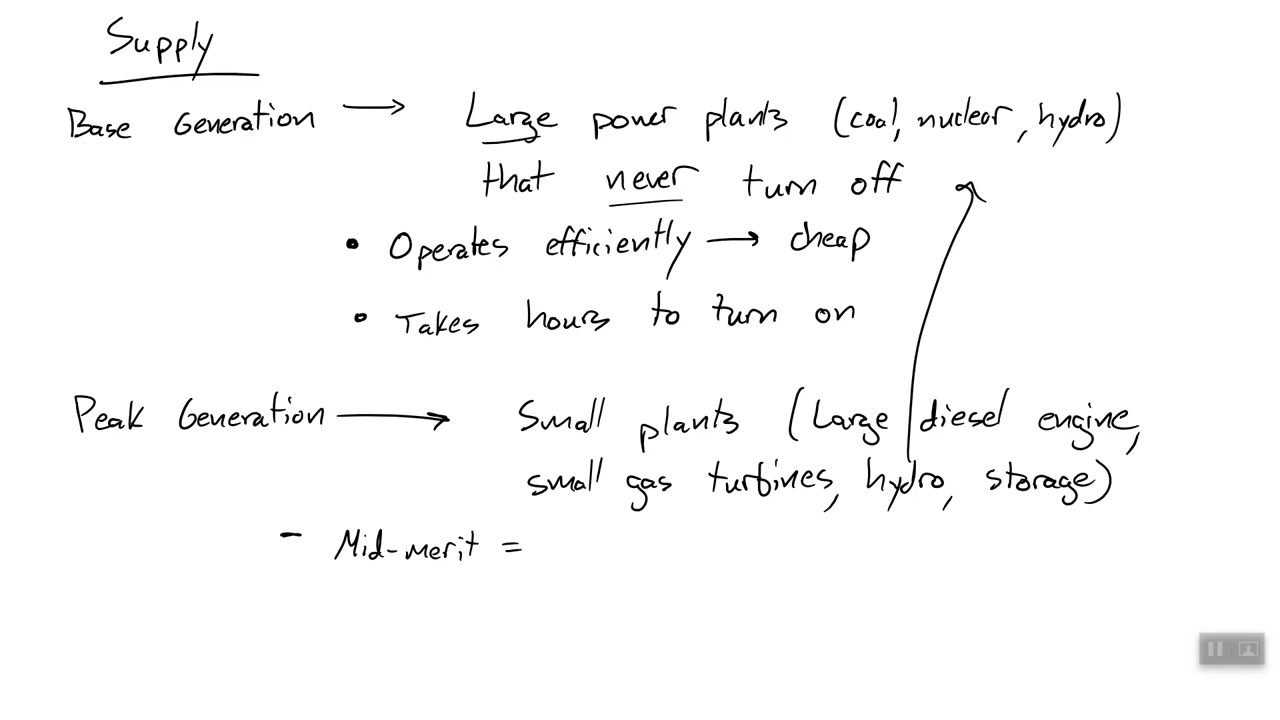 Supply
Base Generation → Large power plants (coal, nuclear, hydro)
that never turn off
• Operates efficiently → cheap
• Takes hours to turn on
Peak Generation → Small plants (Large diesel engine,
small gas turbines, hydro, storage)
- Mid-merit =